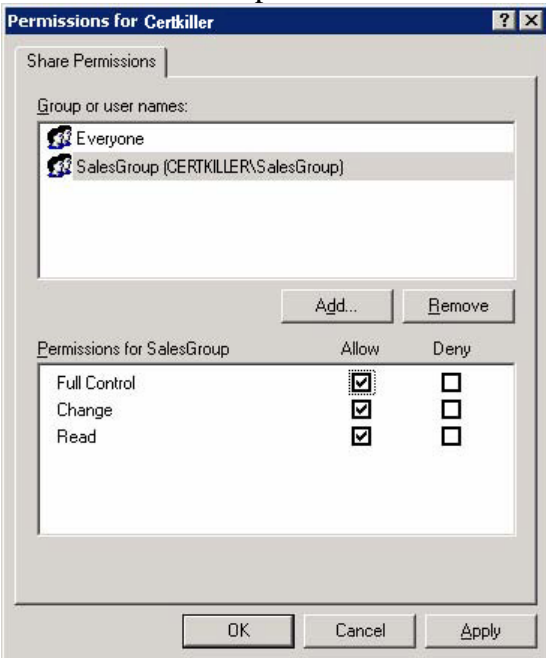 Permissions for Certkiller
Share Permissions
Group or user names:
Everyone
SalesGroup (CERTKILLER\SalesGroup)
Add... Remove
Permissions for SalesGroup Allow Deny
Full Control
Change
Read
OK Cancel Apply